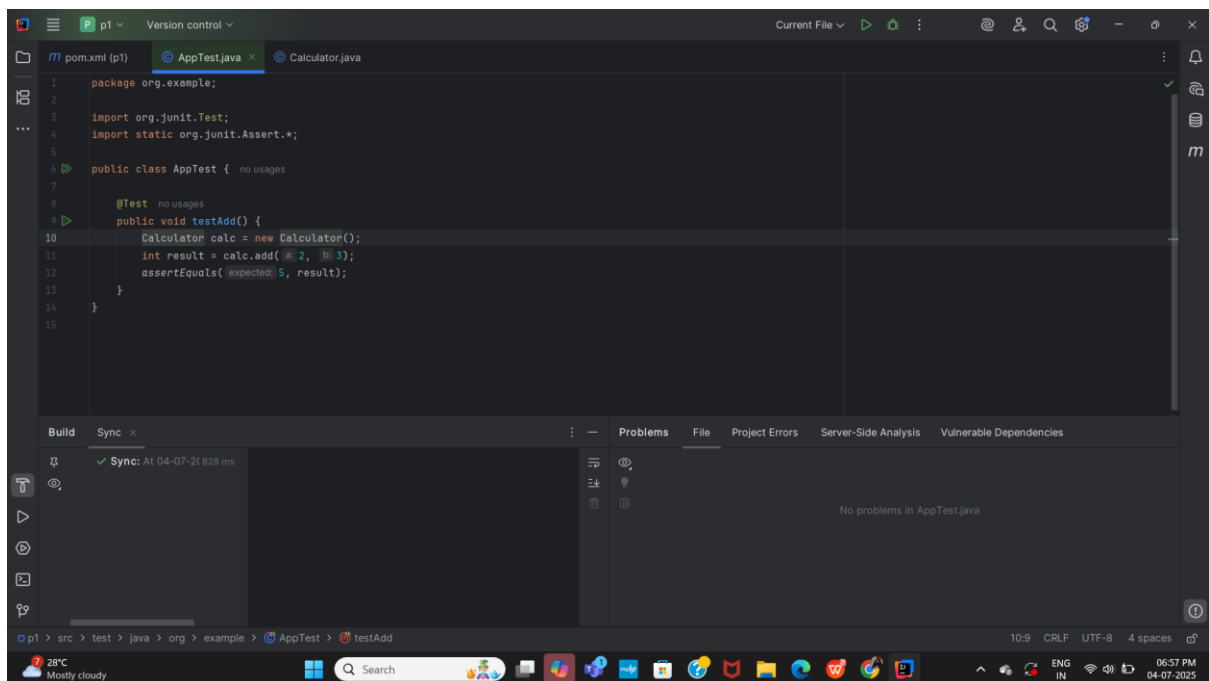 P p1 Version control Current File
m pom.xml (p1) AppTest.java Calculator.java
1 package org.example;
2
3 import org.junit.Test;
4 import static org.junit.Assert.*;
5
6 public class AppTest { no usages
7
8 @Test no usages
9 public void testAdd() {
10 Calculator calc = new Calculator();
11 int result = calc.add( a: 2, b: 3);
12 assertEquals( expected: 5, result);
13 }
14 }
15
m
Build Sync
Problems File Project Errors Server-Side Analysis Vulnerable Dependencies
Sync: At 04-07-2( 828 ms
No problems in AppTest.java
p1 > src > test > java > org > example > AppTest > testAdd
10:9 CRLF UTF-8 4 spaces
7 28°C
Mostly cloudy
Search
ENG
IN
06:57 PM
04-07-2025